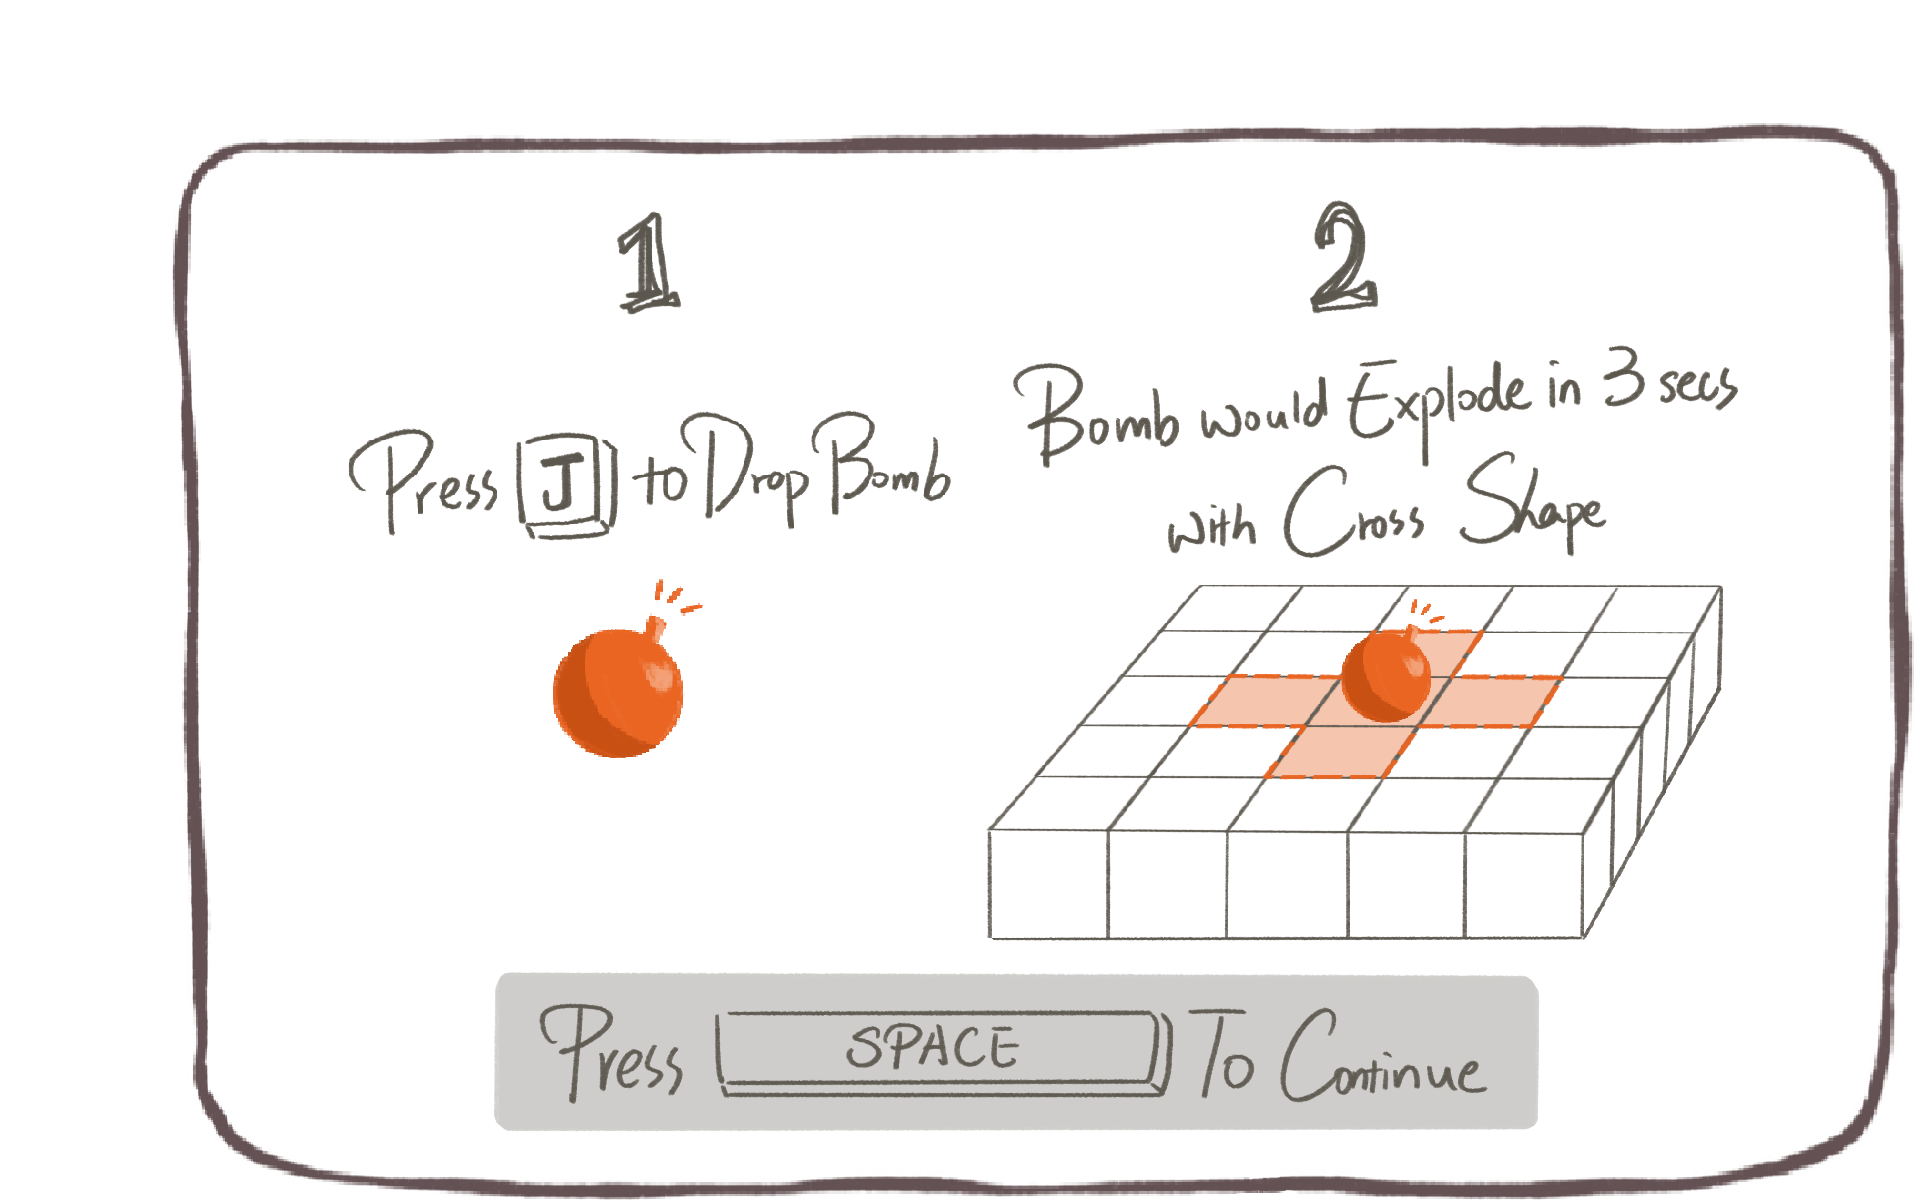 1
Press J to Drop Bomb
2
Bomb would Explode in 3 secs
with Cross Shape
Press SPACE To Continue